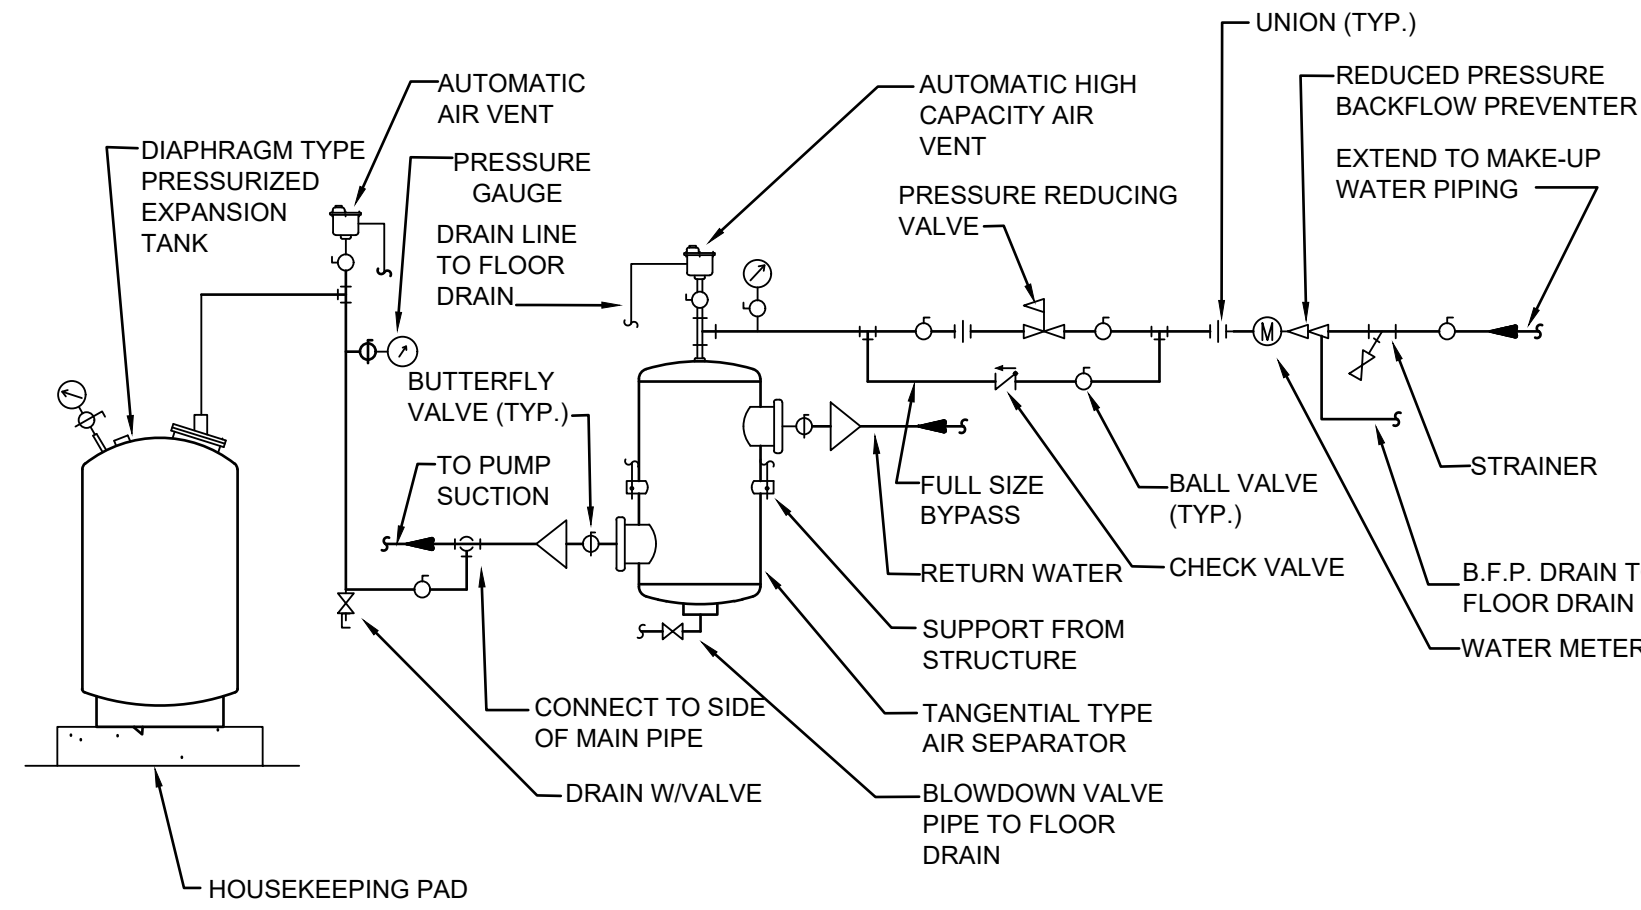 UNION (TYP.)
REDUCED PRESSURE
BACKFLOW PREVENTER
EXTEND TO MAKE-UP
WATER PIPING
AUTOMATIC
AIR VENT
AUTOMATIC HIGH
CAPACITY AIR
VENT
DIAPHRAGM TYPE
PRESSURIZED
EXPANSION
TANK
PRESSURE
GAUGE
PRESSURE REDUCING
VALVE
DRAIN LINE
TO FLOOR
DRAIN
M
BUTTERFLY
VALVE (TYP.)
TO PUMP
SUCTION
FULL SIZE
BYPASS
BALL VALVE
(TYP.)
STRAINER
RETURN WATER
CHECK VALVE
B.F.P. DRAIN T
FLOOR DRAIN
SUPPORT FROM
STRUCTURE
WATER METER
CONNECT TO SIDE
OF MAIN PIPE
TANGENTIAL TYPE
AIR SEPARATOR
DRAIN W/VALVE
BLOWDOWN VALVE
PIPE TO FLOOR
DRAIN
HOUSEKEEPING PAD